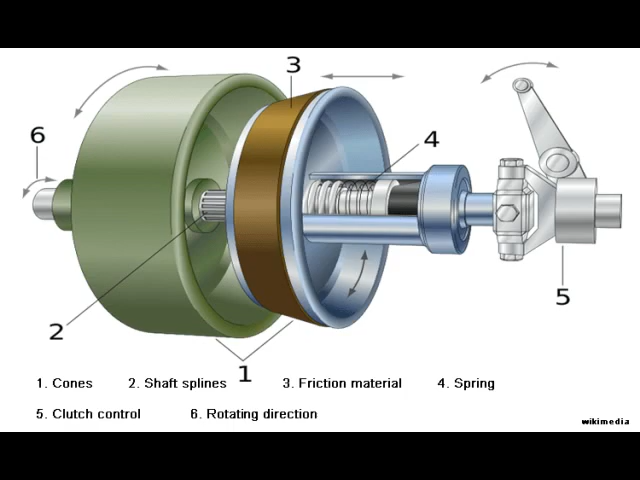 3
6
4
2
1
5
1. Cones 2. Shaft splines 3. Friction material 4. Spring
5. Clutch control 6. Rotating direction
wikimedia